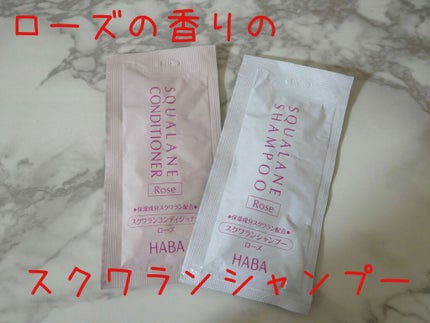 ローズの香りの
SQUALANE
CONDITIONER
Rose
●保湿成分スクワラン配合●
スクワランコンディショナ
ローズ
HABA
SQUALANE
SHAMPOO
Rose
●保湿成分スクワラン配合●
スクワランシャンプー
ローズ
HABA
スクワランシャンプー